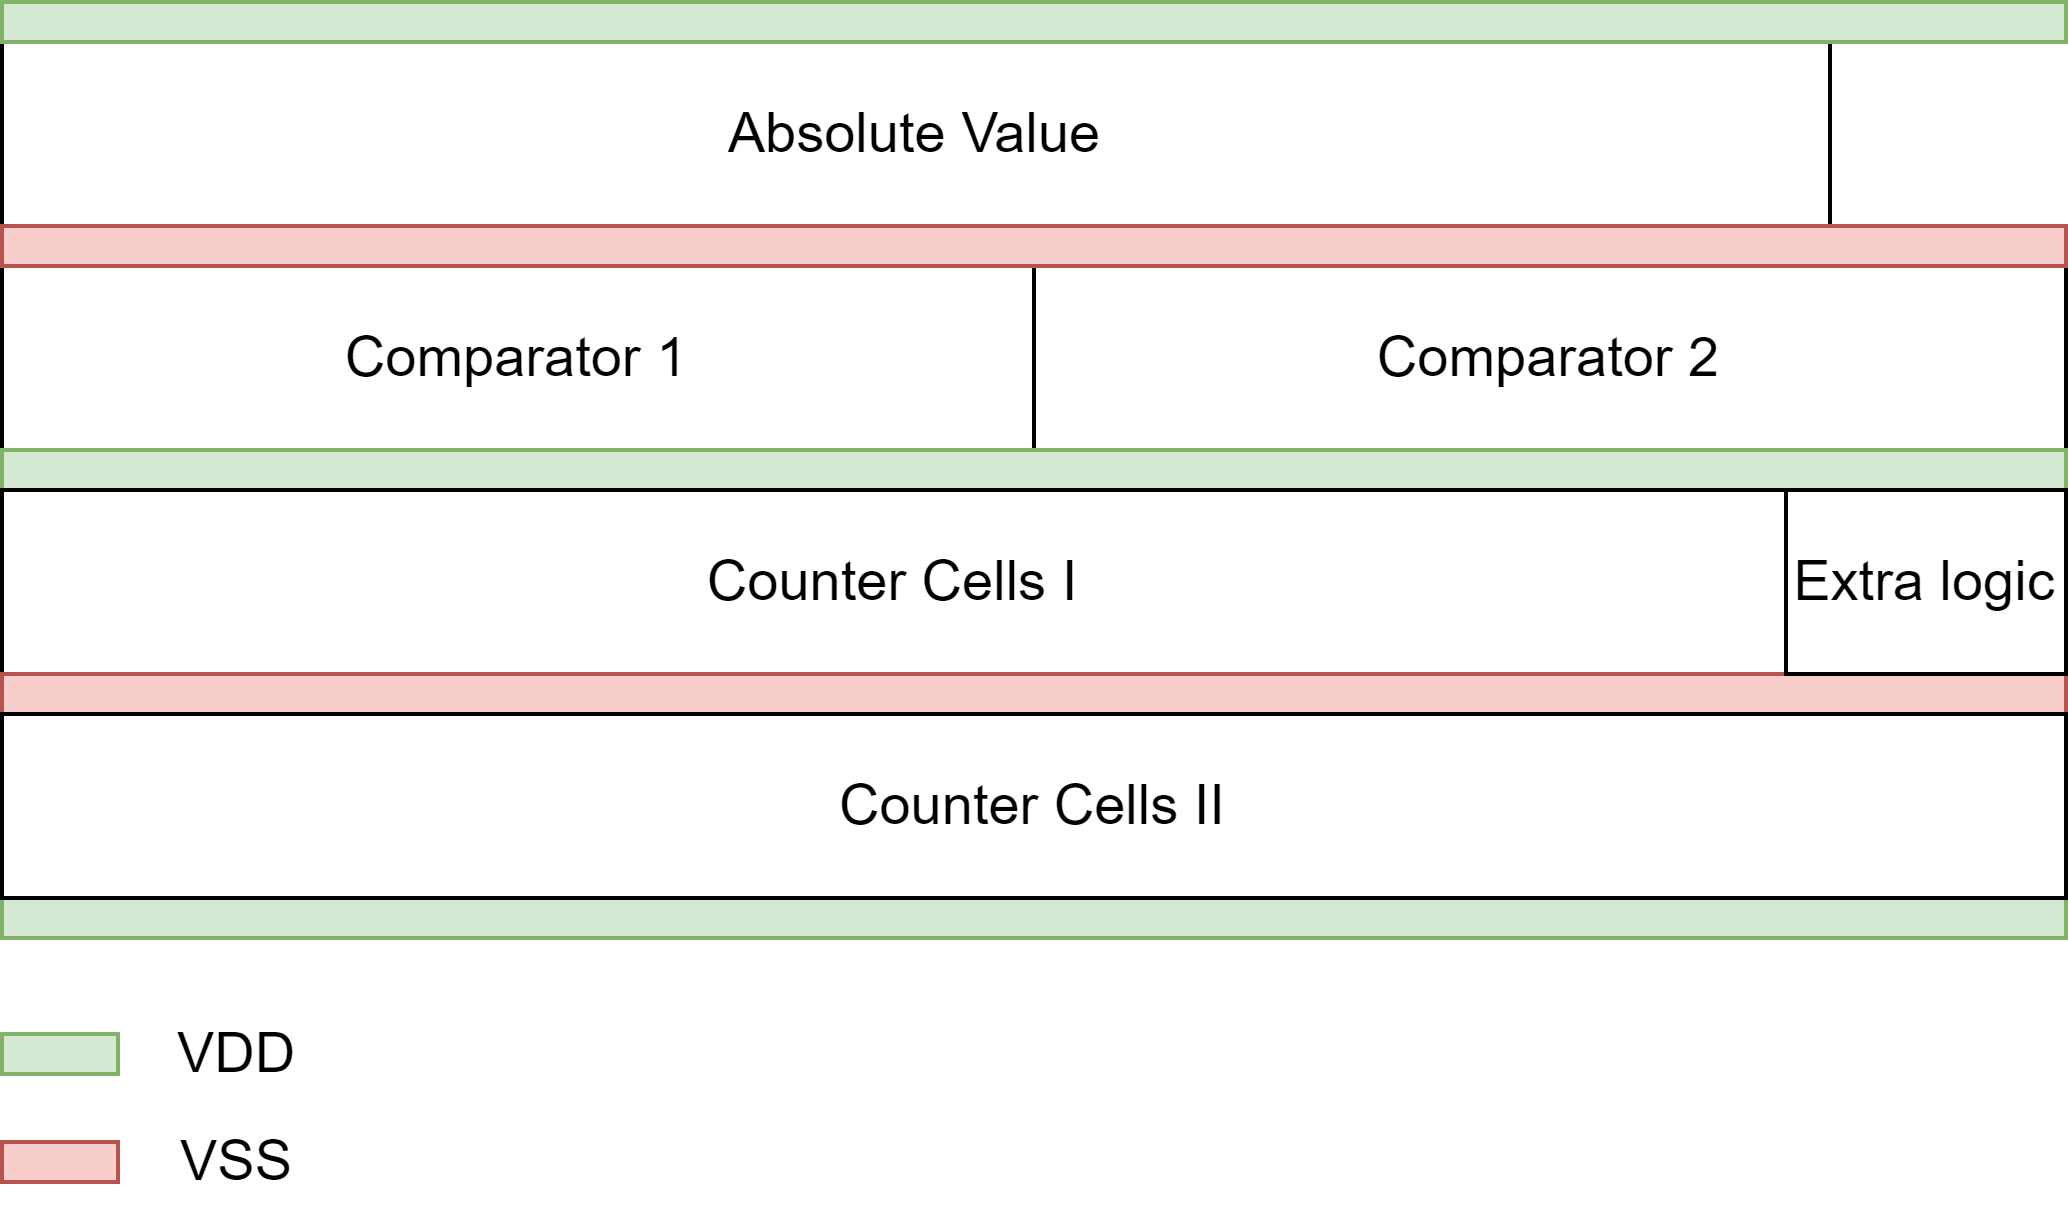 Absolute Value
Comparator 1
Comparator 2
Counter Cells I
Extra logic
Counter Cells II
VDD
VSS